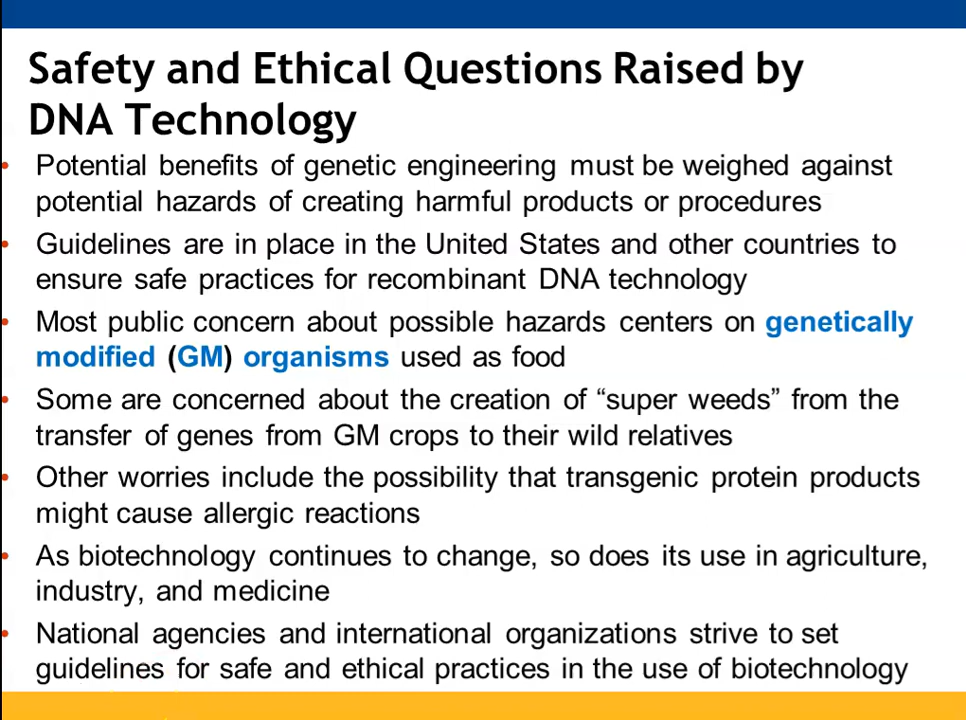 Safety and Ethical Questions Raised by
DNA Technology
• Potential benefits of genetic engineering must be weighed against
potential hazards of creating harmful products or procedures
• Guidelines are in place in the United States and other countries to
ensure safe practices for recombinant DNA technology
• Most public concern about possible hazards centers on genetically
modified (GM) organisms used as food
• Some are concerned about the creation of “super weeds” from the
transfer of genes from GM crops to their wild relatives
• Other worries include the possibility that transgenic protein products
might cause allergic reactions
• As biotechnology continues to change, so does its use in agriculture,
industry, and medicine
• National agencies and international organizations strive to set
guidelines for safe and ethical practices in the use of biotechnology